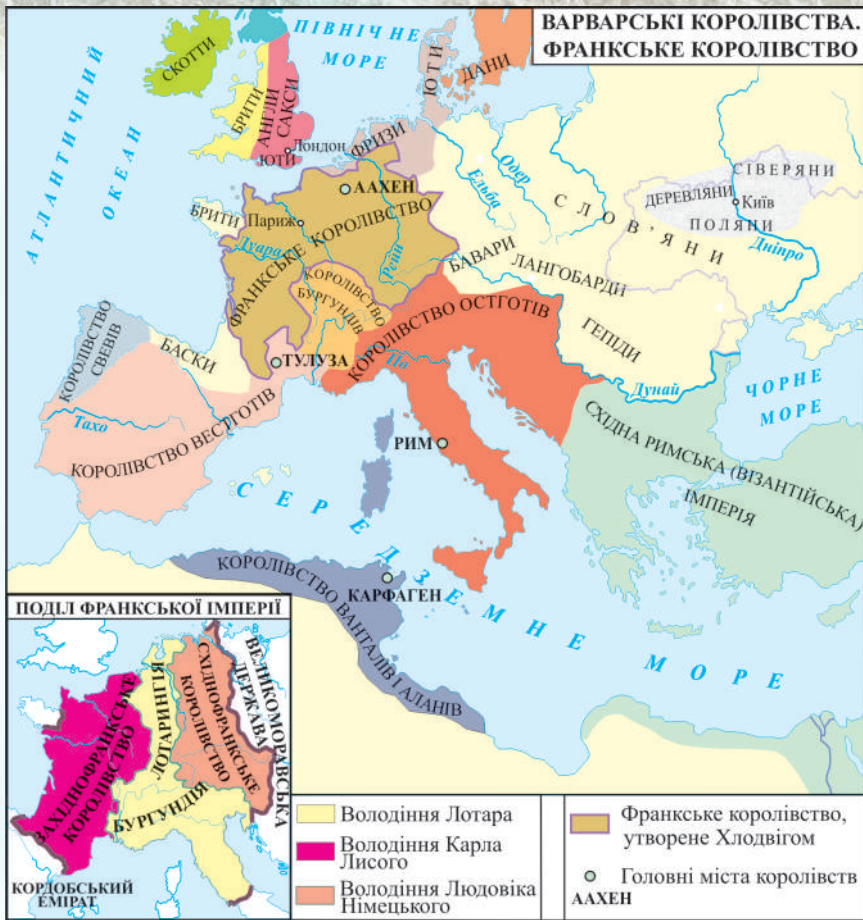 ВАРВАРСЬКІ КОРОЛІВСТВА.
ФРАНКСЬКЕ КОРОЛІВСТВО
АТЛАНТИЧНИЙ
ОКЕАН
ПІВНІЧНЕ
МОРЕ
СКОТТИ
БРИТИ
АНГЛИ
САКСИ
ЮТИ
Лондон
ЮТИ
ДАНИ
ФРИЗИ
ААХЕН
БРИТИ
Париж
Луара
ФРАНКСЬКЕ КОРОЛІВСТВО
Рейн
Ельба
Одер
СЛОВ’ЯНИ
СІВЕРЯНИ
ДЕРЕВЛЯНИ
Київ
ПОЛЯНИ
Дніпро
БАВАРИ
ЛАНГОБАРДИ
ГЕПІДИ
КОРОЛІВСТВО
БУРГУНДІВ
КОРОЛІВСТВО ОСТГОТІВ
По
КОРОЛІВСТВО
СВЕВІВ
БАСКИ
ТУЛУЗА
Тахо
КОРОЛІВСТВО ВЕСТГОТІВ
РИМ
Дунай
ЧОРНЕ
МОРЕ
СХІДНА РИМСЬКА (ВІЗАНТІЙСЬКА)
ІМПЕРІЯ
СЕРЕДЗЕМНЕ МОРЕ
КАРФАГЕН
КОРОЛІВСТВО ВАНТАЛІВ І АЛАНІВ
ПОДІЛ ФРАНКСЬКОЇ ІМПЕРІЇ
ЗАХІДНОФРАНКСЬКЕ
КОРОЛІВСТВО
ЛОТАРИНГІЯ
СХІДНОФРАНКСЬКЕ
КОРОЛІВСТВО
ВЕЛИКОМОРАВСЬКА
ДЕРЖАВА
БУРГУНДІЯ
КОРДОБСЬКИЙ
ЕМІРАТ
Володіння Лотара
Володіння Карла
Лисого
Володіння Людовіка
Німецького
Франкське королівство,
утворене Хлодвігом
Головні міста королівств
ААХЕН